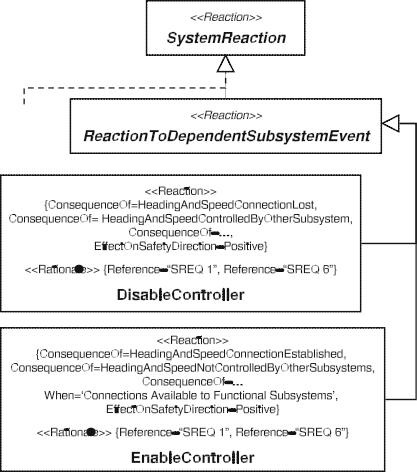 <<Reaction>>
SystemReaction
<<Reaction>>
ReactionToDependentSubsystemEvent
<<Reaction>>
{ConsequenceOf=HeadingAndSpeedConnectionLost,
ConsequenceOf= HeadingAndSpeedControlledByOtherSubsystem,
ConsequenceOf=...,
EffectOnSafetyDirection=Positive}
<<Rationale>> {Reference="SREQ 1", Reference="SREQ 6"}
DisableController
<<Reaction>>
{ConsequenceOf=HeadingAndSpeedConnectionEstablished,
ConsequenceOf=HeadingAndSpeedNotControlledByOtherSubsystems,
ConsequenceOf=...
When='Connections Available to Functional Subsystems',
EffectOnSafetyDirection=Positive}
<<Rationale>> {Reference="SREQ 1", Reference="SREQ 6"}
EnableController